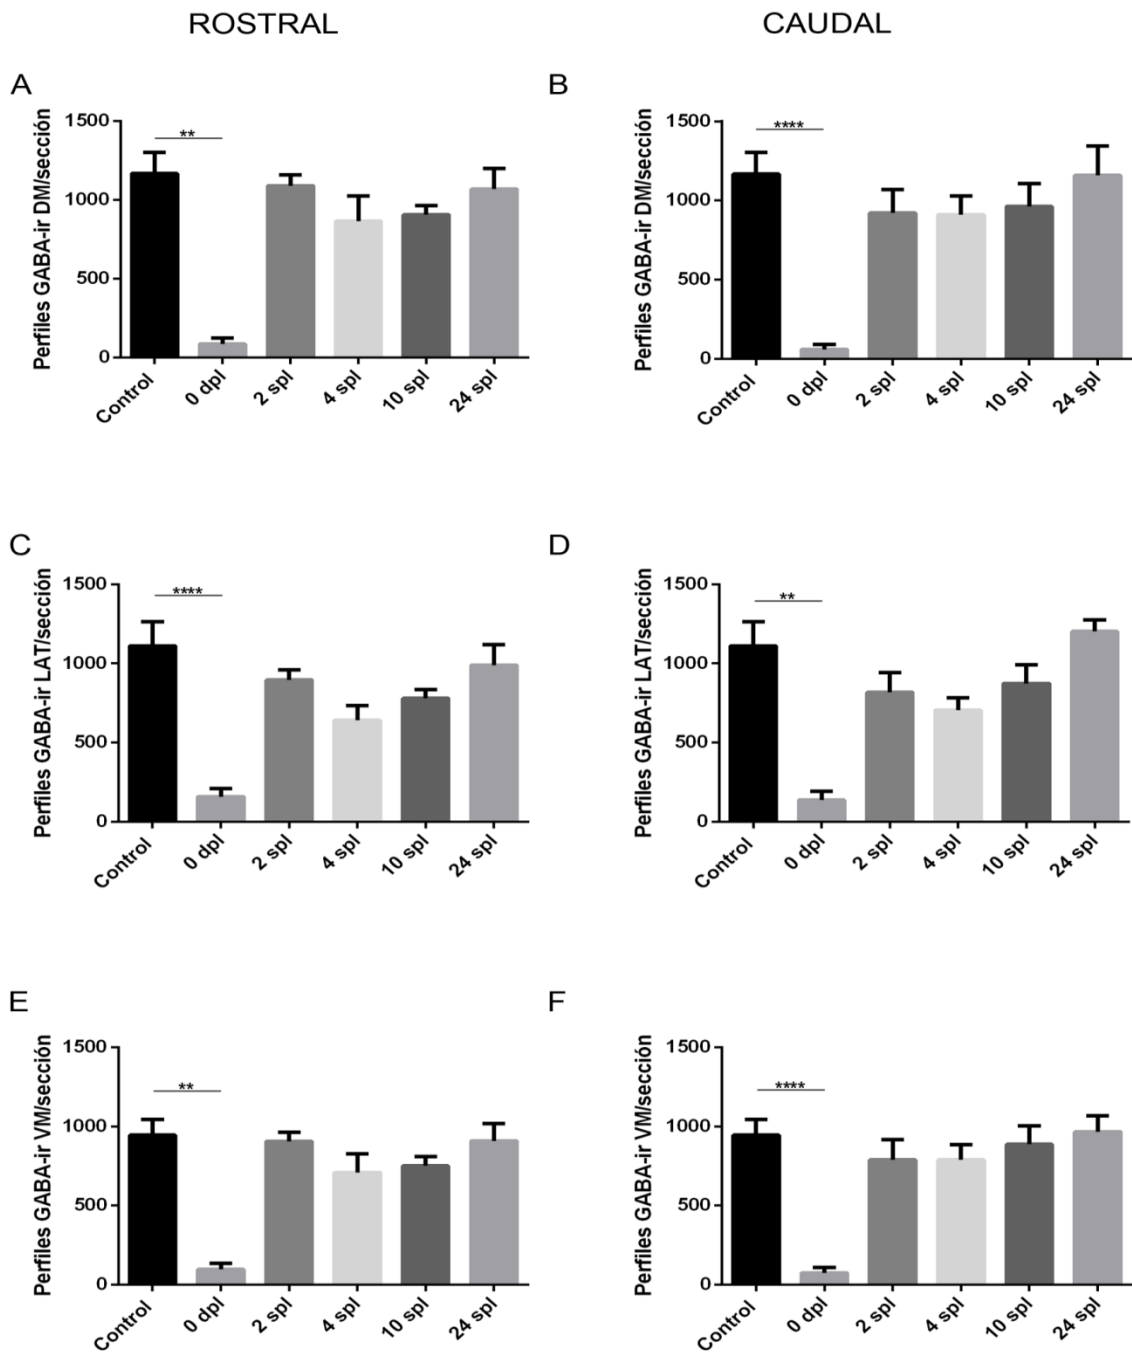 ROSTRAL
CAUDAL
A
Perfiles GABA-ir DM/sección
1500
1000
500
0
**
Control
0 dpl
2 spl
4 spl
10 spl
24 spl
B
Perfiles GABA-ir DM/sección
1500
1000
500
0
****
Control
0 dpl
2 spl
4 spl
10 spl
24 spl
C
Perfiles GABA-ir LAT/sección
1500
1000
500
0
****
Control
0 dpl
2 spl
4 spl
10 spl
24 spl
D
Perfiles GABA-ir LAT/sección
1500
1000
500
0
**
Control
0 dpl
2 spl
4 spl
10 spl
24 spl
E
Perfiles GABA-ir VM/sección
1500
1000
500
0
**
Control
0 dpl
2 spl
4 spl
10 spl
24 spl
F
Perfiles GABA-ir VM/sección
1500
1000
500
0
****
Control
0 dpl
2 spl
4 spl
10 spl
24 spl